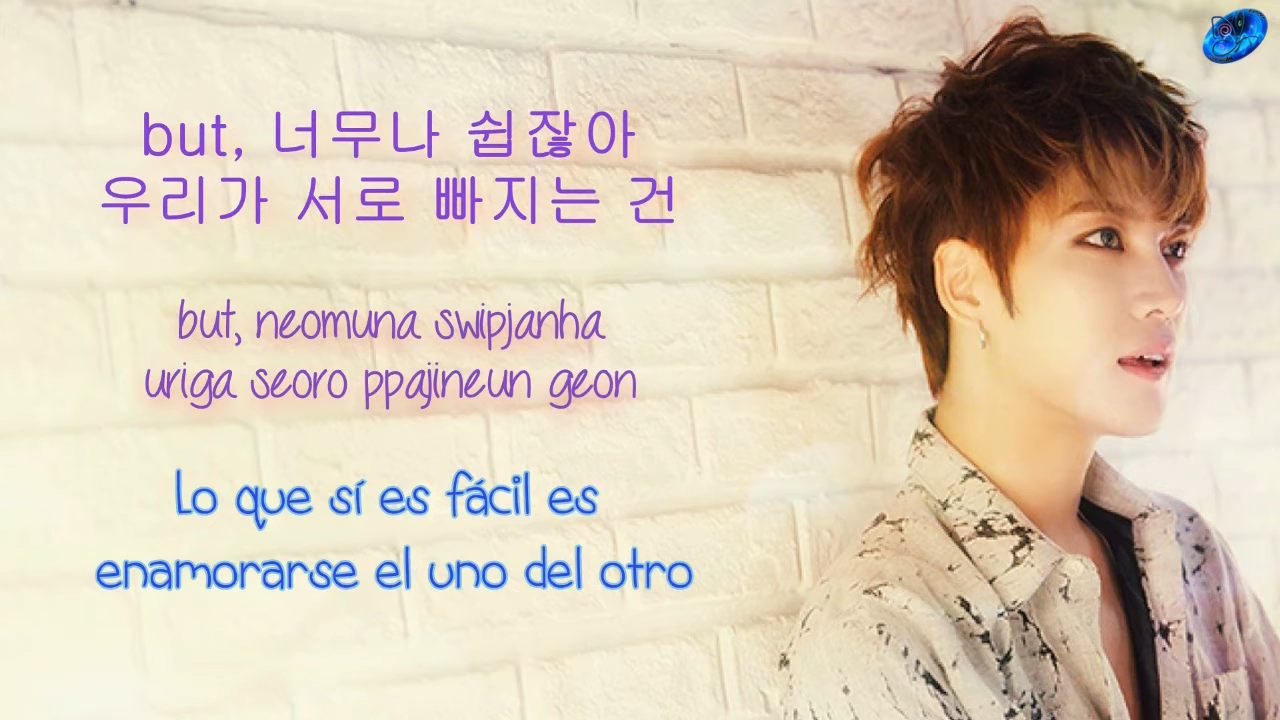 but, 너무나 쉽잖아
우리가 서로 빠지는 건
but, neomuna swipjanha
uriga seoro ppajineun geon
Lo que sí es fácil es
enamorarse el uno del otro